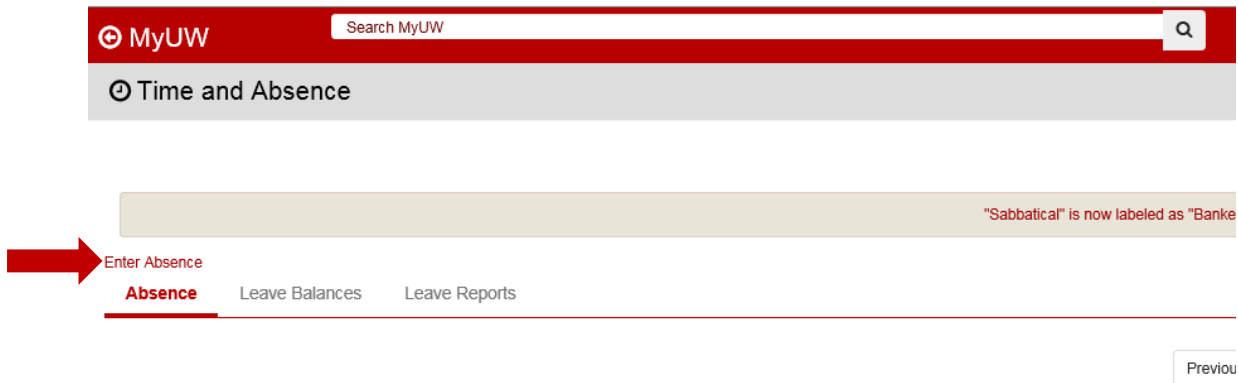 MyUW
Search MyUW
Time and Absence
"Sabbatical" is now labeled as "Banke
Enter Absence
Absence Leave Balances Leave Reports
Previou